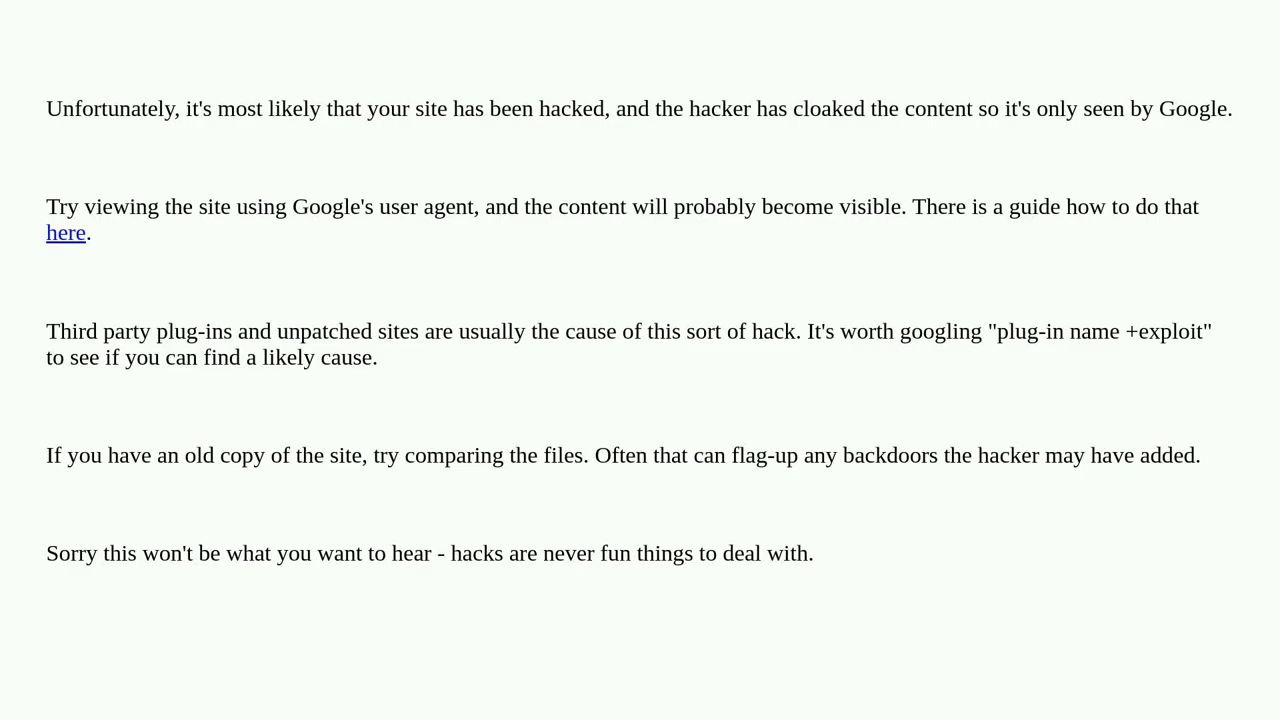 Unfortunately, it's most likely that your site has been hacked, and the hacker has cloaked the content so it's only seen by Google.
Try viewing the site using Google's user agent, and the content will probably become visible. There is a guide how to do that
here.
Third party plug-ins and unpatched sites are usually the cause of this sort of hack. It's worth googling "plug-in name +exploit"
to see if you can find a likely cause.
If you have an old copy of the site, try comparing the files. Often that can flag-up any backdoors the hacker may have added.
Sorry this won't be what you want to hear - hacks are never fun things to deal with.